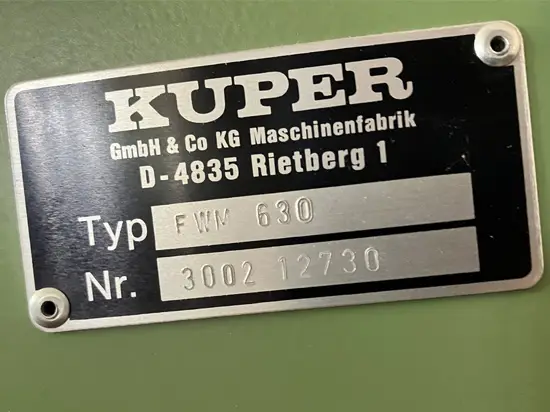 KUPER
GmbH & Co KG Maschinenfabrik
D-4835 Rietberg 1
Typ FWM 630
Nr. 3002 12730